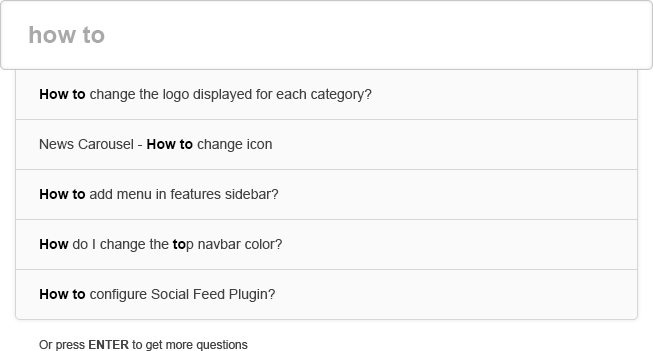 how to
How to change the logo displayed for each category?
News Carousel - How to change icon
How to add menu in features sidebar?
How do I change the top navbar color?
How to configure Social Feed Plugin?
Or press ENTER to get more questions